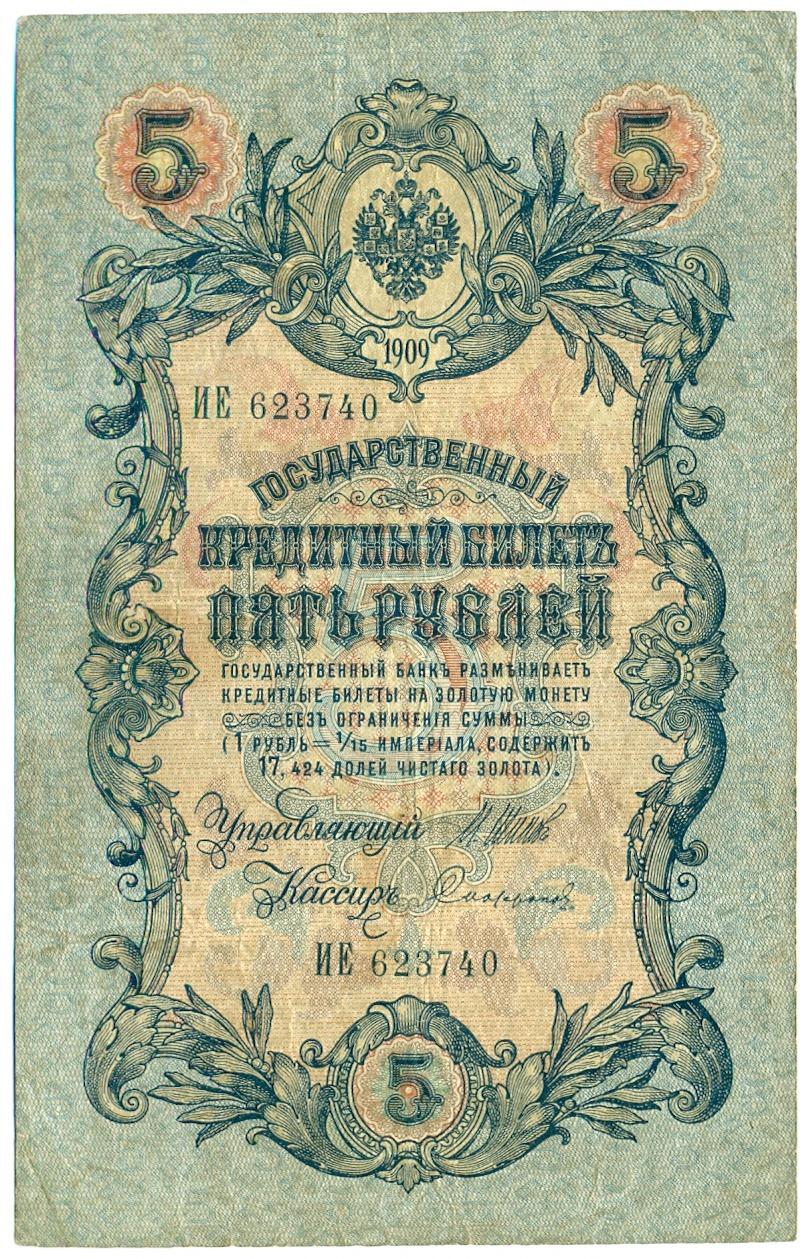 5 5
1909
ИЕ 623740
ГОСУДАРСТВЕННЫЙ
КРЕДИТНЫЙ БИЛЕТЪ
ПЯТЬ РУБЛЕЙ
ГОСУДАРСТВЕННЫЙ БАНКЪ РАЗМѢНИВАЕТЪ
КРЕДИТНЫЕ БИЛЕТЫ НА ЗОЛОТУЮ МОНЕТУ
БЕЗЪ ОГРАНИЧЕНІЯ СУММЫ
(1 РУБЛЬ = 1/15 ИМПЕРІАЛА, СОДЕРЖИТЪ
17, 424 ДОЛЕЙ ЧИСТАГО ЗОЛОТА).
Управляющій
Кассиръ
ИЕ 623740
5